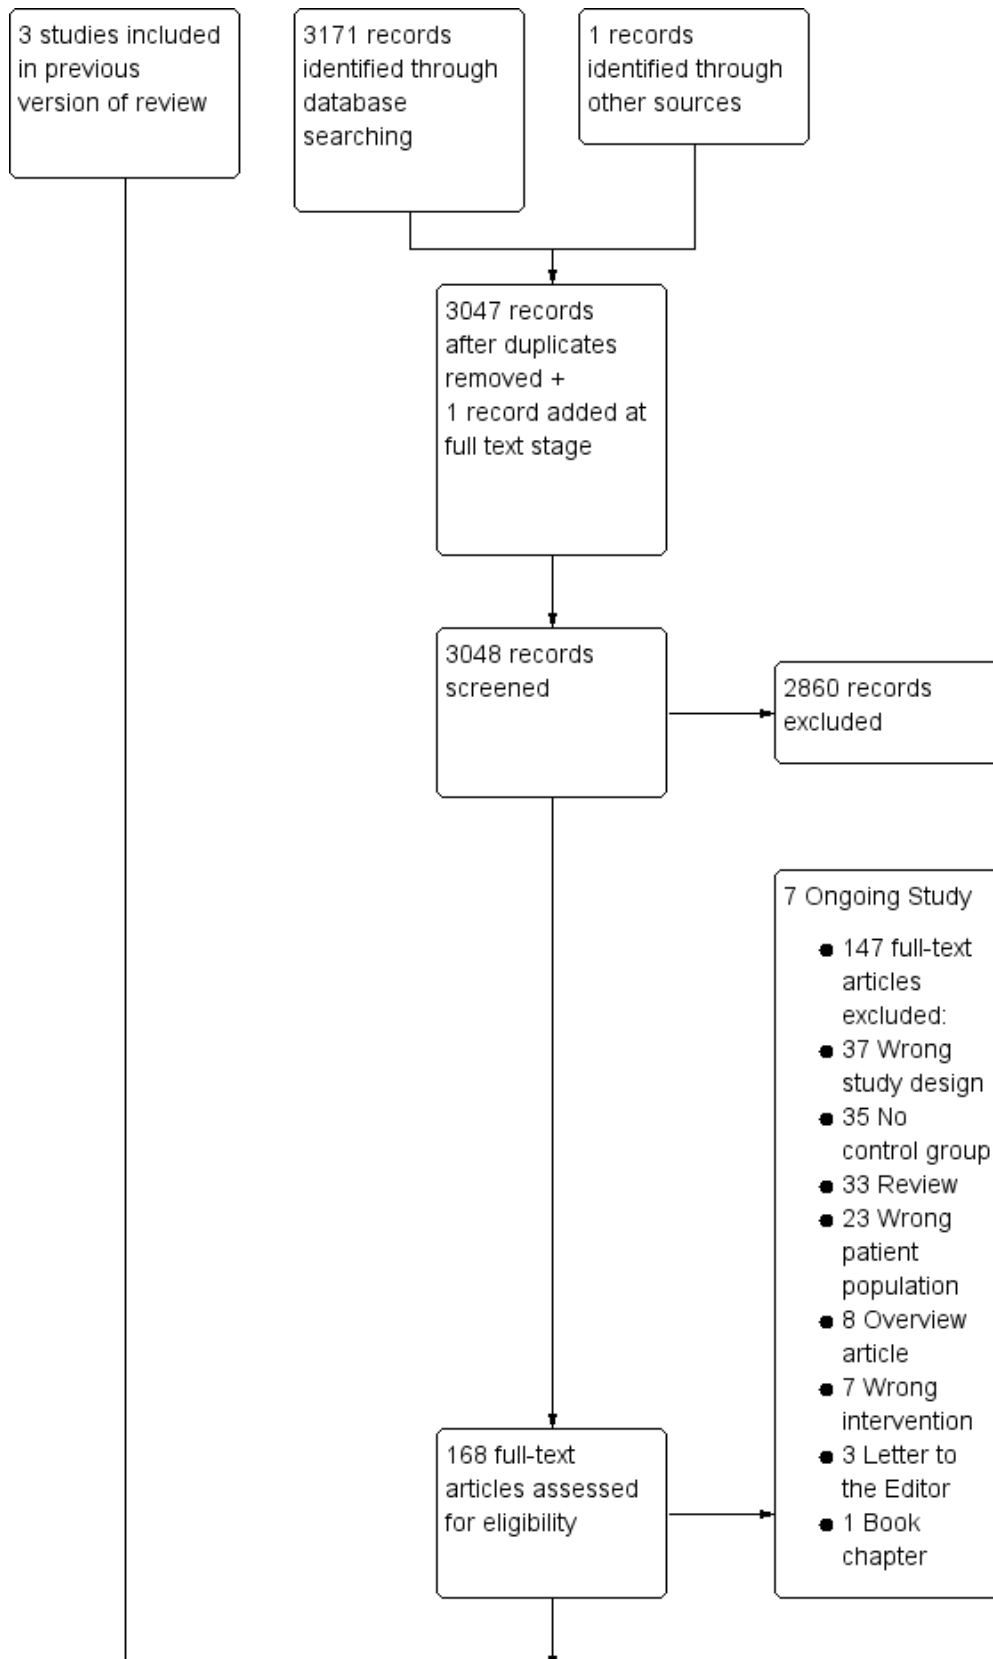 3 studies included
in previous
version of review
3171 records
identified through
database
searching
1 records
identified through
other sources
3047 records
after duplicates
removed +
1 record added at
full text stage
3048 records
screened
2860 records
excluded
168 full-text
articles assessed
for eligibility
7 Ongoing Study
● 147 full-text
articles
excluded:
● 37 Wrong
study design
● 35 No
control group
● 33 Review
● 23 Wrong
patient
population
● 8 Overview
article
● 7 Wrong
intervention
● 3 Letter to
the Editor
● 1 Book
chapter